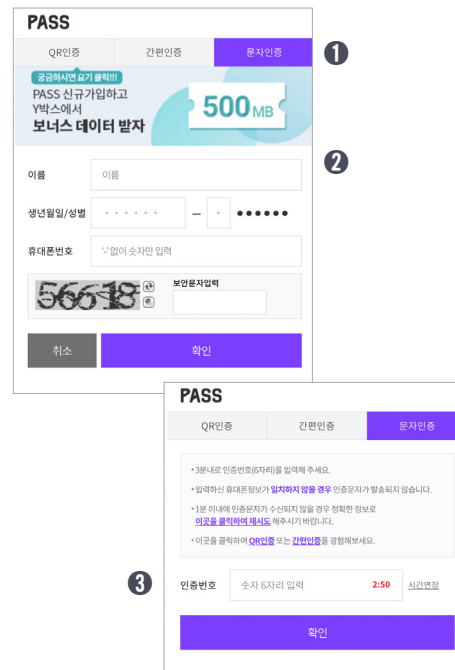 PASS
QR인증 간편인증 문자인증
1
궁금하시면 요기 클릭!!!
PASS 신규가입하고
Y박스에서
보너스 데이터 받자
500MB
2
이름 이름
생년월일/성별 —
휴대폰번호 '-'없이 숫자만 입력
56618 보안문자입력
취소 확인
PASS
QR인증 간편인증 문자인증
• 3분내로 인증번호(6자리)를 입력해 주세요.
• 입력하신 휴대폰정보가 일치하지 않을 경우 인증문자가 발송되지 않습니다.
• 1분 이내에 인증문자가 수신되지 않을 경우 정확한 정보로
이곳을 클릭하여 재시도 해주시기 바랍니다.
• 이곳을 클릭하여 QR인증 또는 간편인증을 경험해보세요.
3
인증번호 숫자 6자리 입력 2:50 시간연장
확인